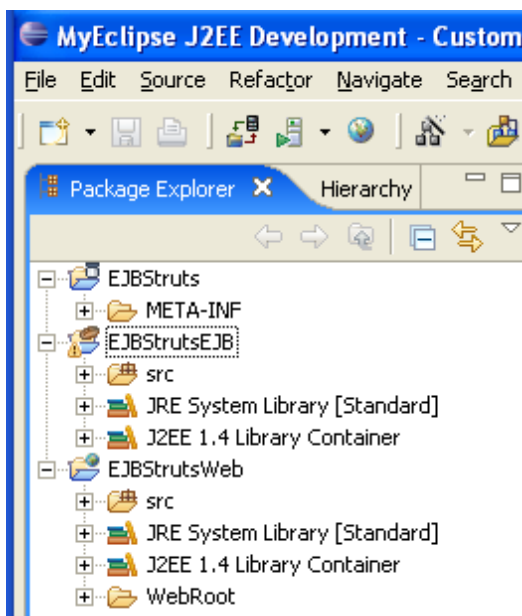 MyEclipse J2EE Development - Custom
File Edit Source Refactor Navigate Search
Package Explorer Hierarchy
EJBStruts
META-INF
EJBStrutsEJB
src
JRE System Library [Standard]
J2EE 1.4 Library Container
EJBStrutsWeb
src
JRE System Library [Standard]
J2EE 1.4 Library Container
WebRoot